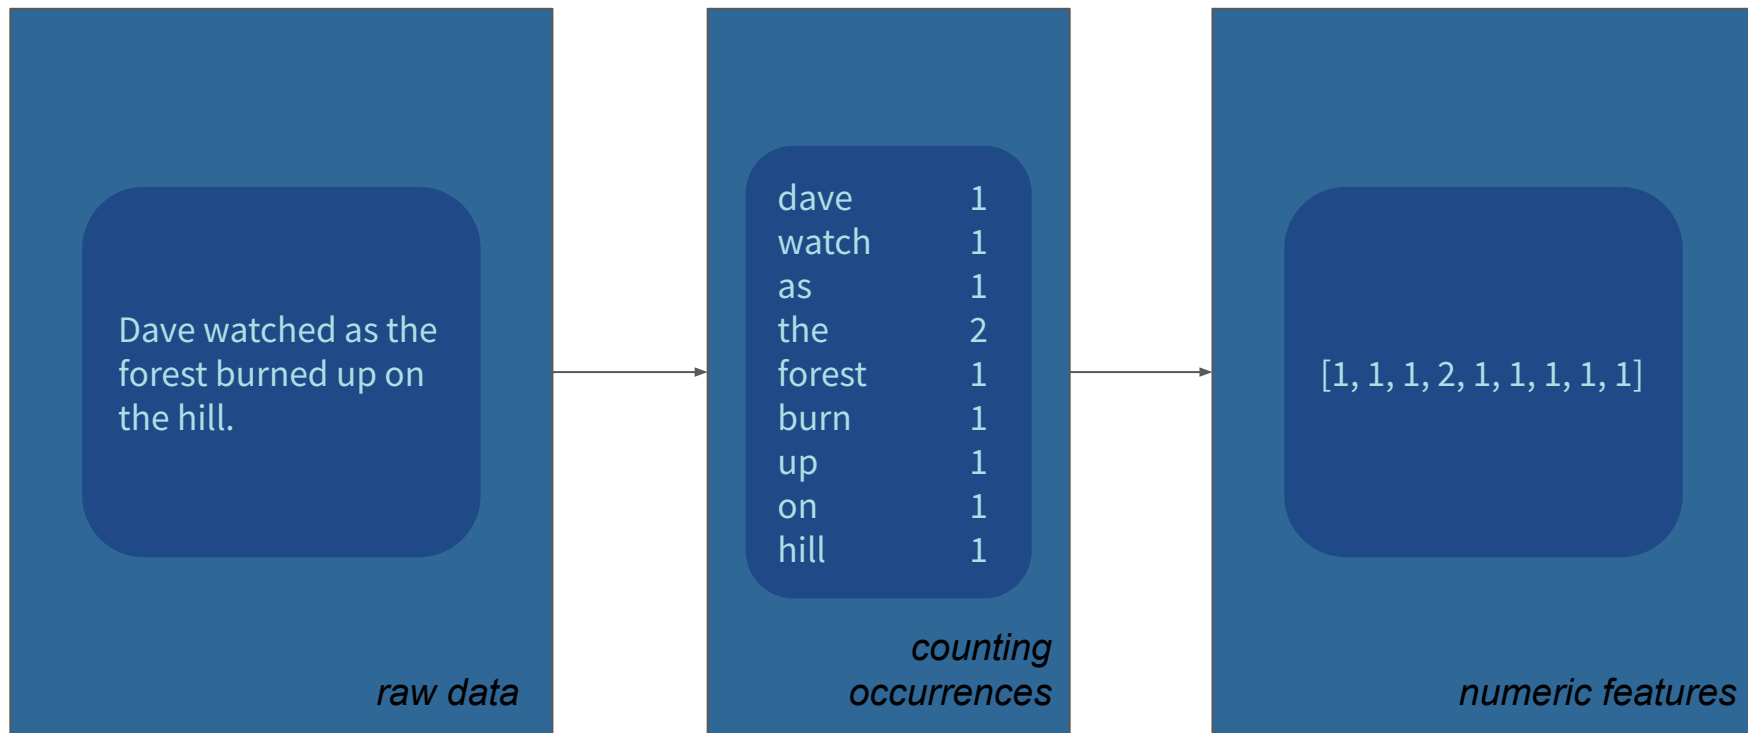 Dave watched as the
forest burned up on
the hill.
raw data
dave 1
watch 1
as 1
the 2
forest 1
burn 1
up 1
on 1
hill 1
counting
occurrences
[1, 1, 1, 2, 1, 1, 1, 1, 1]
numeric features